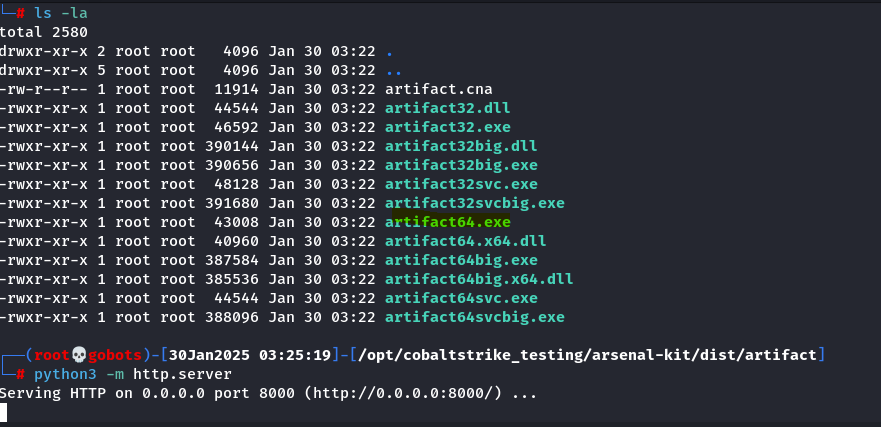 └─# ls -la
total 2580
drwxr-xr-x 2 root root   4096 Jan 30 03:22 .
drwxr-xr-x 5 root root   4096 Jan 30 03:22 ..
-rw-r--r-- 1 root root  11914 Jan 30 03:22 artifact.cna
-rwxr-xr-x 1 root root  44544 Jan 30 03:22 artifact32.dll
-rwxr-xr-x 1 root root  46592 Jan 30 03:22 artifact32.exe
-rwxr-xr-x 1 root root 390144 Jan 30 03:22 artifact32big.dll
-rwxr-xr-x 1 root root 390656 Jan 30 03:22 artifact32big.exe
-rwxr-xr-x 1 root root  48128 Jan 30 03:22 artifact32svc.exe
-rwxr-xr-x 1 root root 391680 Jan 30 03:22 artifact32svcbig.exe
-rwxr-xr-x 1 root root  43008 Jan 30 03:22 artifact64.exe
-rwxr-xr-x 1 root root  40960 Jan 30 03:22 artifact64.x64.dll
-rwxr-xr-x 1 root root 387584 Jan 30 03:22 artifact64big.exe
-rwxr-xr-x 1 root root 385536 Jan 30 03:22 artifact64big.x64.dll
-rwxr-xr-x 1 root root  44544 Jan 30 03:22 artifact64svc.exe
-rwxr-xr-x 1 root root 388096 Jan 30 03:22 artifact64svcbig.exe
┌──(root💀gobots)-[30Jan2025 03:25:19]-[/opt/cobaltstrike_testing/arsenal-kit/dist/artifact]
└─# python3 -m http.server
Serving HTTP on 0.0.0.0 port 8000 (http://0.0.0.0:8000/) ...